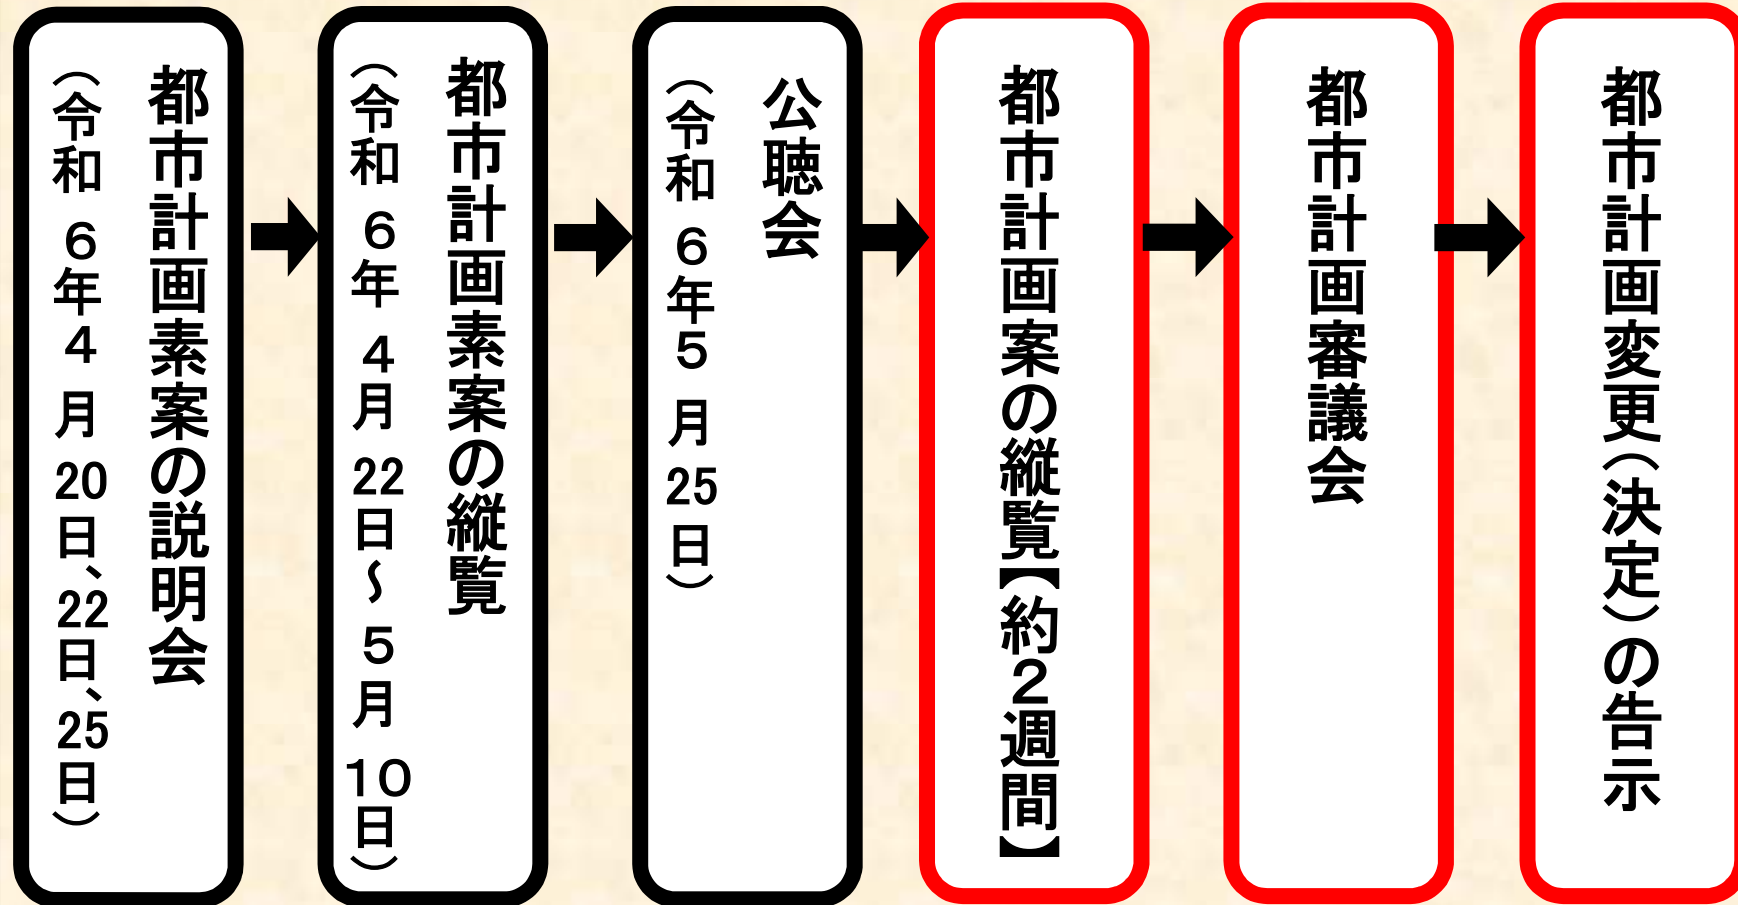 都市計画素案の説明会
（令和６年４月20日、22日、25日）
都市計画素案の縦覧
（令和６年４月22日～５月１０日）
公聴会
（令和６年５月25日）
都市計画案の縦覧【約２週間】
都市計画審議会
都市計画変更（決定）の告示